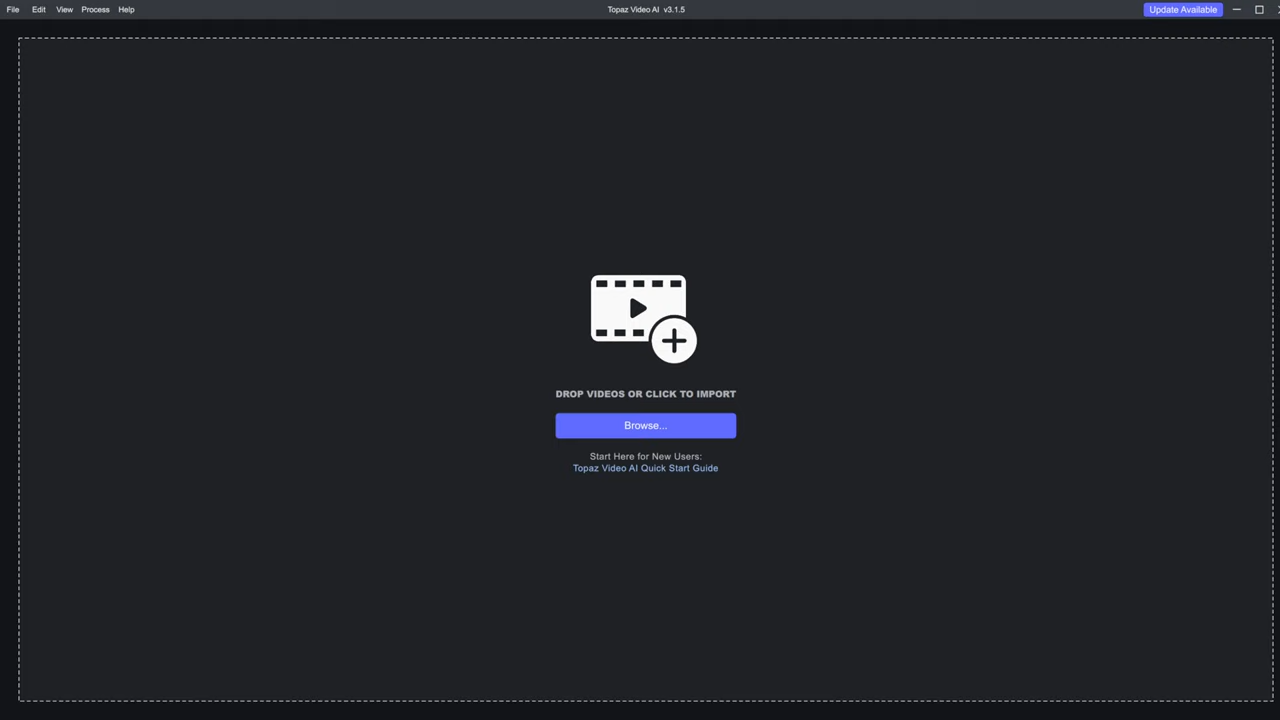 File Edit View Process Help
Topaz Video AI v3.1.5
Update Available
DROP VIDEOS OR CLICK TO IMPORT
Browse...
Start Here for New Users:
Topaz Video AI Quick Start Guide